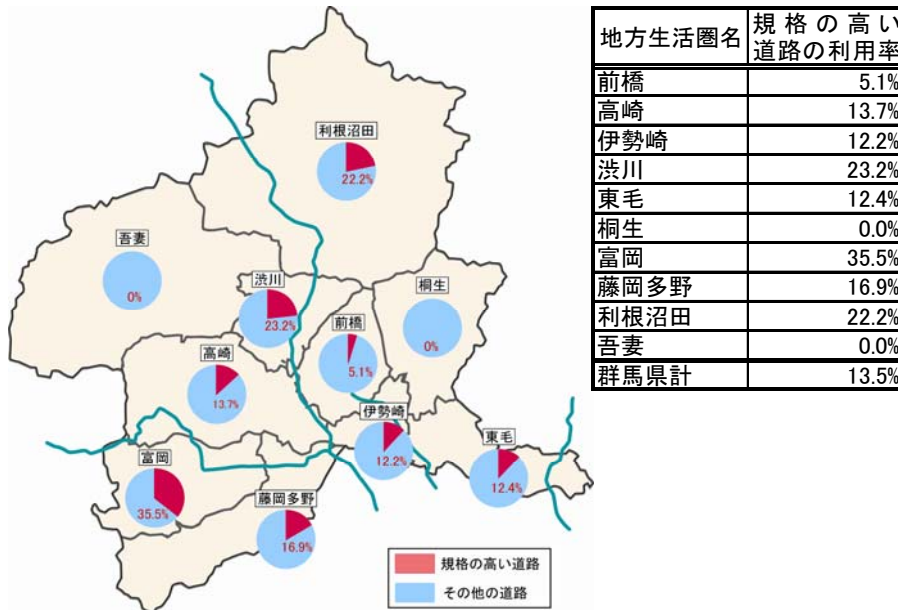 利根沼田
22.2%
吾妻
0%
渋川
23.2%
桐生
0%
前橋
5.1%
高崎
13.7%
伊勢崎
12.2%
東毛
12.4%
富岡
35.5%
藤岡多野
16.9%
規格の高い道路
その他の道路
地方生活圏名 規格の高い
道路の利用率
前橋 5.1%
高崎 13.7%
伊勢崎 12.2%
渋川 23.2%
東毛 12.4%
桐生 0.0%
富岡 35.5%
藤岡多野 16.9%
利根沼田 22.2%
吾妻 0.0%
群馬県計 13.5%